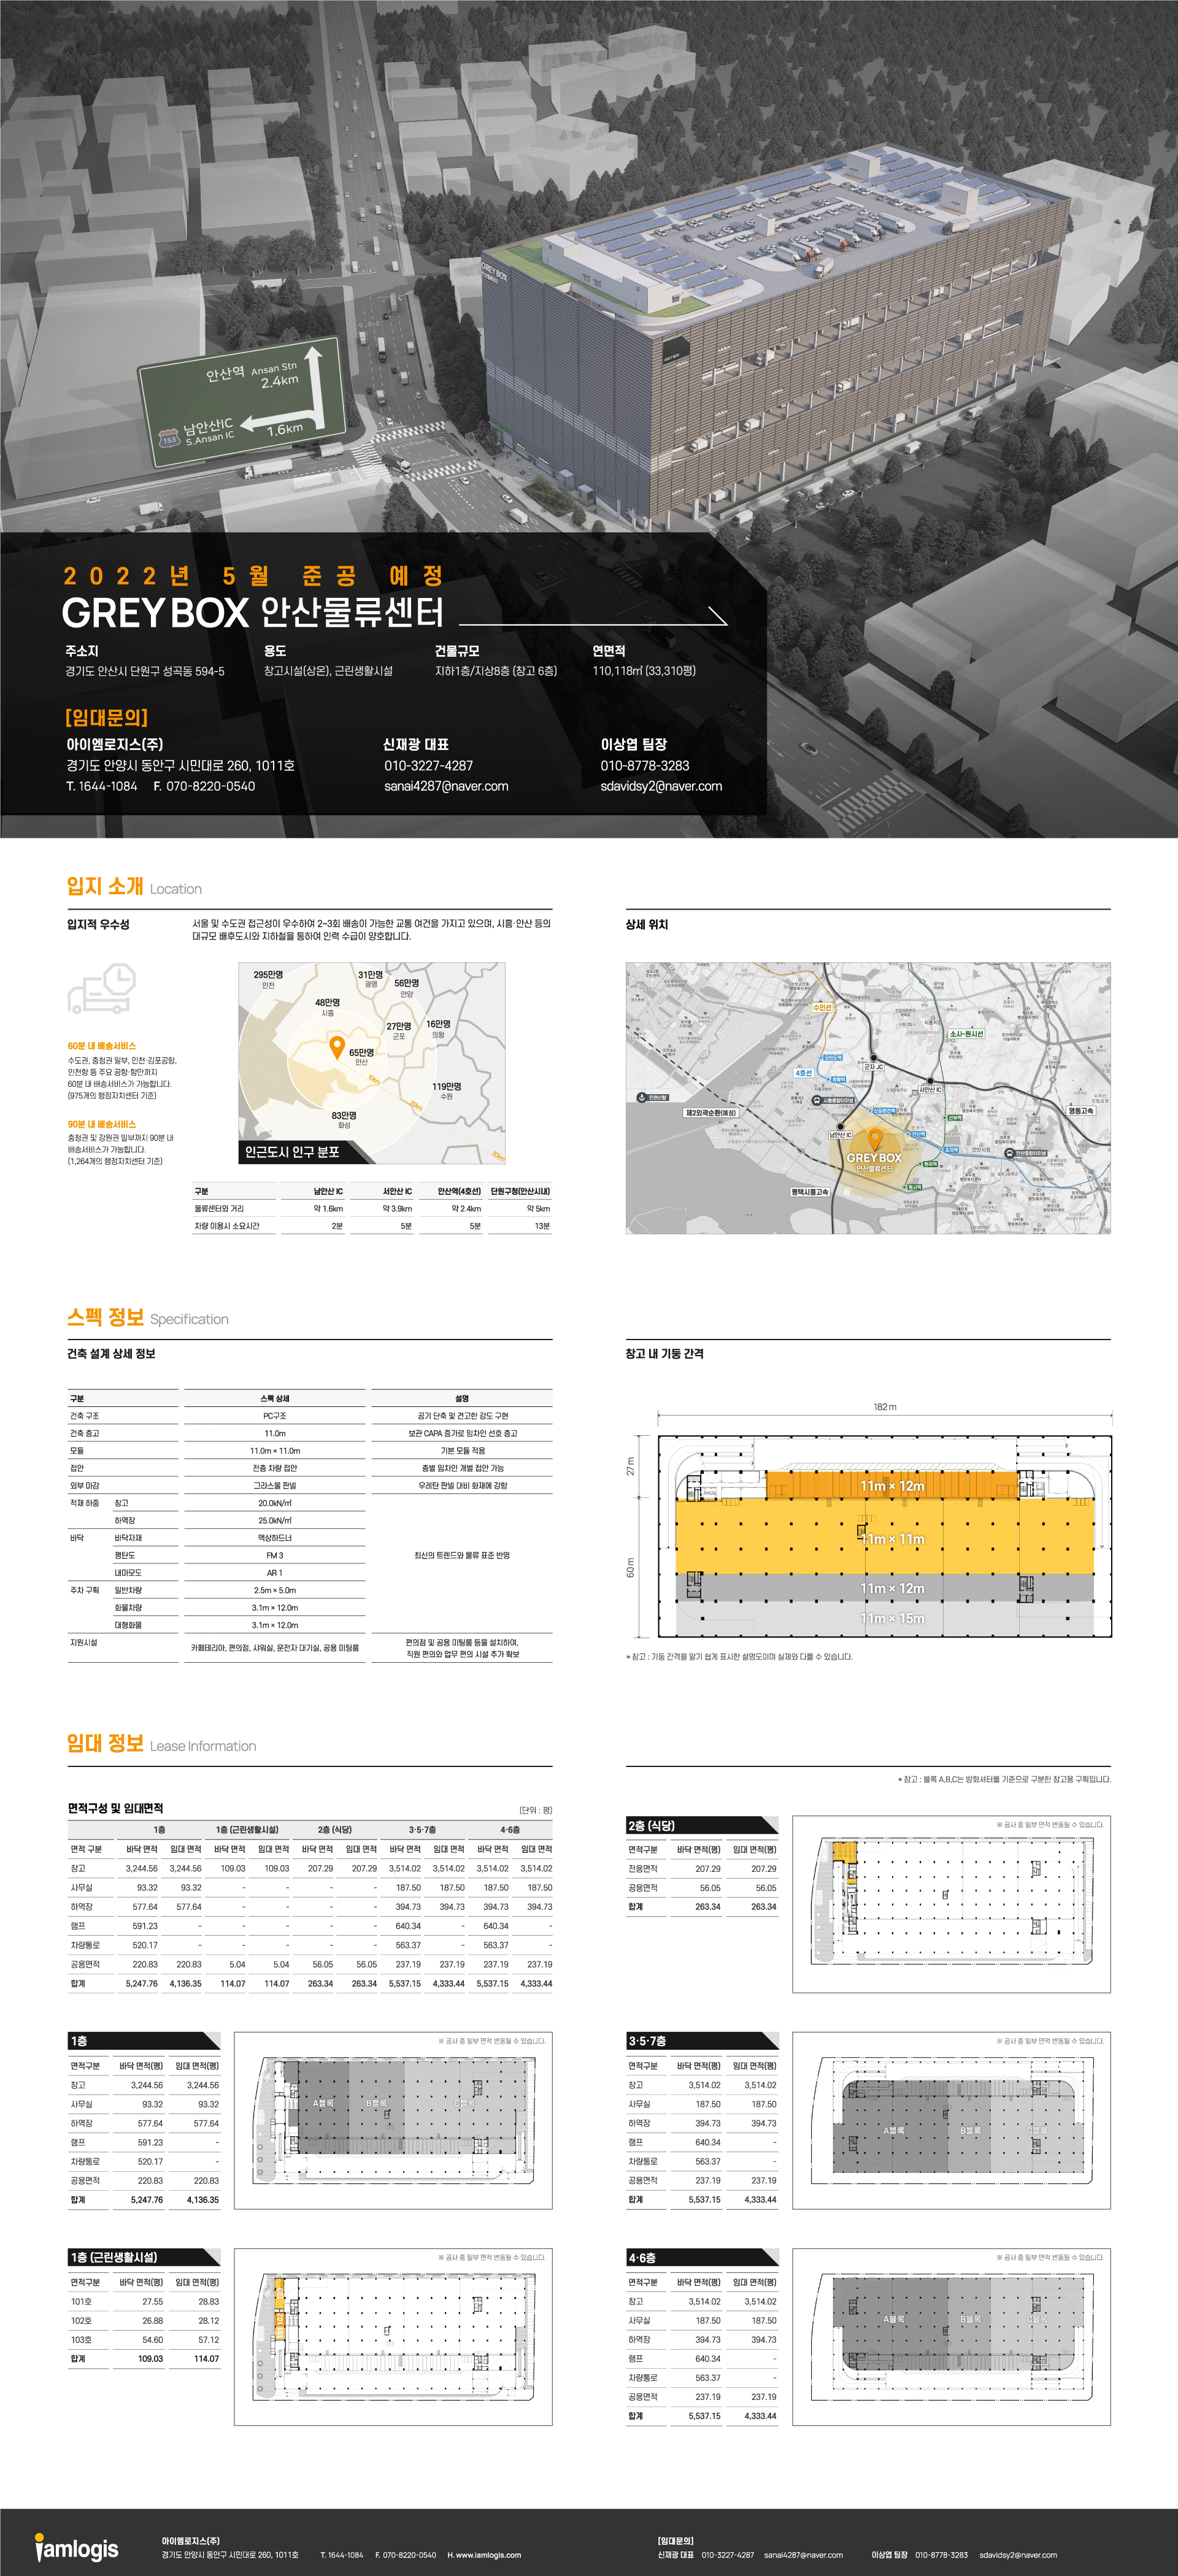 GREY BOX
안산물류센터
GREY BOX
안산역 Ansan Stn
2.4km
남안산IC
S.Ansan IC
153
1.6km
2022년 5월 준공 예정
GREY BOX 안산물류센터
주소지
경기도 안산시 단원구 성곡동 594-5
용도
창고시설(상온), 근린생활시설
건물규모
지하1층/지상8층 (창고 6층)
연면적
110,118㎡ (33,310평)
[임대문의]
아이엠로지스(주)
경기도 안양시 동안구 시민대로 260, 1011호
T. 1644-1084 F. 070-8220-0540
신재광 대표
010-3227-4287
sanai4287@naver.com
이상엽 팀장
010-8778-3283
sdavidsy2@naver.com
입지 소개 Location
입지적 우수성
서울 및 수도권 접근성이 우수하여 2~3회 배송이 가능한 교통 여건을 가지고 있으며, 시흥·안산 등의
대규모 배후도시와 지하철을 통하여 인력 수급이 양호합니다.
60분 내 배송서비스
수도권, 충청권 일부, 인천·김포공항,
인천항 등 주요 공항·항만까지
60분 내 배송서비스가 가능합니다.
(975개의 행정자치센터 기준)
90분 내 배송서비스
충청권 및 강원권 일부까지 90분 내
배송서비스가 가능합니다.
(1,264개의 행정자치센터 기준)
295만명
인천
31만명
광명
56만명
안양
48만명
시흥
27만명
군포
16만명
의왕
65만명
안산
10km
20km
30km
119만명
수원
83만명
화성
인근도시 인구 분포
구분 남안산 IC 서안산 IC 안산역(4호선) 단원구청(안산시내)
물류센터와 거리 약 1.6km 약 3.9km 약 2.4km 약 5km
차량 이용시 소요시간 2분 5분 5분 13분
상세 위치
수인선
소사-원시선
4호선
군자 JC
서안산 IC
인천신항
제2외곽순환(예정)
영동고속
남안산 IC
GREY BOX
안산물류센터
평택시흥고속
스펙 정보 Specification
건축 설계 상세 정보
구분 스펙 상세 설명
건축 구조 PC구조 공기 단축 및 견고한 강도 구현
건축 층고 11.0m 보관 CAPA 증가로 임차인 선호 층고
모듈 11.0m × 11.0m 기본 모듈 적용
접안 전층 차량 접안 층별 임차인 개별 접안 가능
외부 마감 그라스울 판넬 우레탄 판넬 대비 화재에 강함
적재 하중 창고 20.0kN/㎡
하역장 25.0kN/㎡
바닥 바닥자재 액상하드너
평탄도 FM 3 최신의 트렌드와 물류 표준 반영
내마모도 AR 1
주차 구획 일반차량 2.5m × 5.0m
화물차량 3.1m × 12.0m
대형화물 3.1m × 12.0m
지원시설 카페테리아, 편의점, 샤워실, 운전자 대기실, 공용 미팅룸 편의점 및 공용 미팅룸 등을 설치하여,
직원 편의와 업무 편의 시설 추가 확보
창고 내 기둥 간격
182 m
27 m
60 m
11m × 12m
11m × 11m
11m × 12m
11m × 15m
* 참고 : 기둥 간격을 알기 쉽게 표시한 설명도이며 실제와 다를 수 있습니다.
임대 정보 Lease Information
* 참고 : 블록 A,B,C는 방화셔터를 기준으로 구분한 참고용 구획입니다.
면적구성 및 임대면적
(단위 : 평)
1층 1층 (근린생활시설) 2층 (식당) 3·5·7층 4·6층
면적 구분 바닥 면적 임대 면적 바닥 면적 임대 면적 바닥 면적 임대 면적 바닥 면적 임대 면적 바닥 면적 임대 면적
창고 3,244.56 3,244.56 109.03 109.03 207.29 207.29 3,514.02 3,514.02 3,514.02 3,514.02
사무실 93.32 93.32 - - - - 187.50 187.50 187.50 187.50
하역장 577.64 577.64 - - - - 394.73 394.73 394.73 394.73
램프 591.23 - - - - - 640.34 - 640.34 -
차량통로 520.17 - - - - - 563.37 - 563.37 -
공용면적 220.83 220.83 5.04 5.04 56.05 56.05 237.19 237.19 237.19 237.19
합계 5,247.76 4,136.35 114.07 114.07 263.34 263.34 5,537.15 4,333.44 5,537.15 4,333.44
2층 (식당)
면적구분 바닥 면적(평) 임대 면적(평)
전용면적 207.29 207.29
공용면적 56.05 56.05
합계 263.34 263.34
※ 공사 중 일부 면적 변동될 수 있습니다.
1층
면적구분 바닥 면적(평) 임대 면적(평)
창고 3,244.56 3,244.56
사무실 93.32 93.32
하역장 577.64 577.64
램프 591.23 -
차량통로 520.17 -
공용면적 220.83 220.83
합계 5,247.76 4,136.35
※ 공사 중 일부 면적 변동될 수 있습니다.
A블록 B블록 C블록
3·5·7층
면적구분 바닥 면적(평) 임대 면적(평)
창고 3,514.02 3,514.02
사무실 187.50 187.50
하역장 394.73 394.73
램프 640.34 -
차량통로 563.37 -
공용면적 237.19 237.19
합계 5,537.15 4,333.44
※ 공사 중 일부 면적 변동될 수 있습니다.
A블록 B블록 C블록
1층 (근린생활시설)
면적구분 바닥 면적(평) 임대 면적(평)
101호 27.55 28.83
102호 26.88 28.12
103호 54.60 57.12
합계 109.03 114.07
※ 공사 중 일부 면적 변동될 수 있습니다.
4·6층
면적구분 바닥 면적(평) 임대 면적(평)
창고 3,514.02 3,514.02
사무실 187.50 187.50
하역장 394.73 394.73
램프 640.34 -
차량통로 563.37 -
공용면적 237.19 237.19
합계 5,537.15 4,333.44
※ 공사 중 일부 면적 변동될 수 있습니다.
A블록 B블록 C블록
iamlogis
아이엠로지스(주)
경기도 안양시 동안구 시민대로 260, 1011호 T. 1644-1084 F. 070-8220-0540 H. www.iamlogis.com
[임대문의]
신재광 대표 010-3227-4287 sanai4287@naver.com 이상엽 팀장 010-8778-3283 sdavidsy2@naver.com